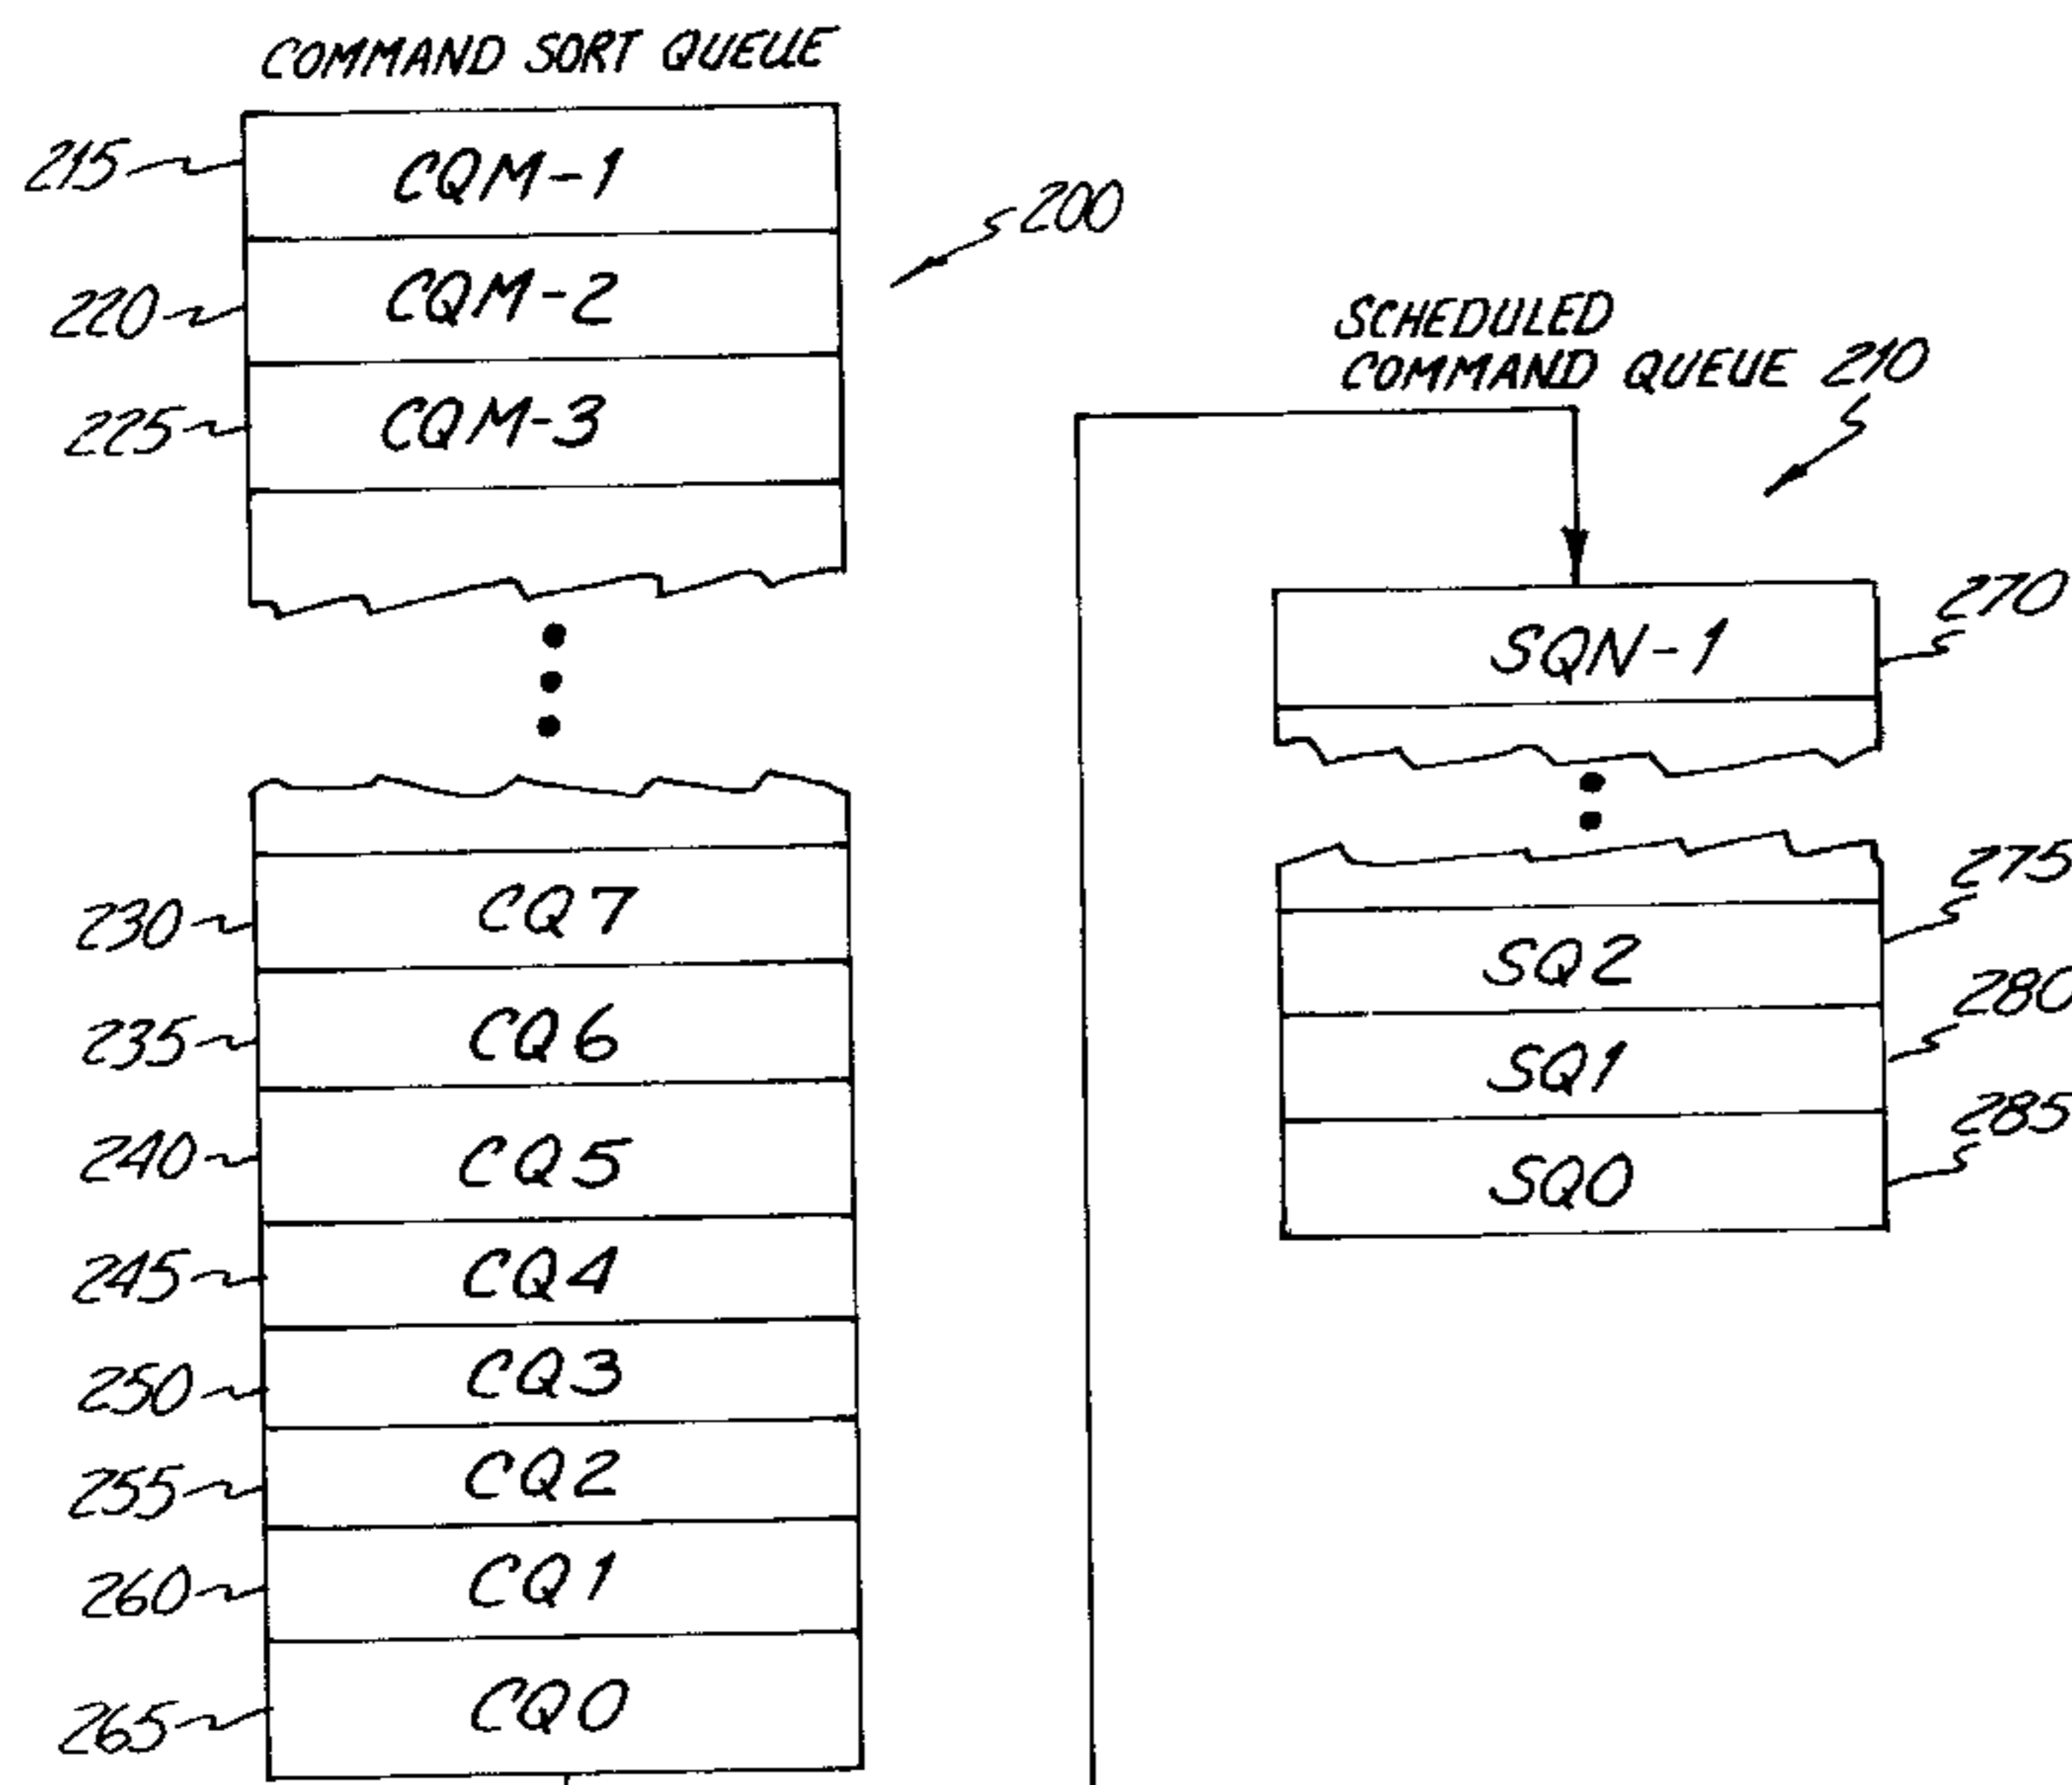 COMMAND SORT QUEUE
215
CQM-1
200
220
CQM-2
225
CQM-3
SCHEDULED
COMMAND QUEUE 210
SQN-1
270
230
CQ7
235
CQ6
240
CQ5
245
CQ4
250
CQ3
255
CQ2
260
CQ1
265
CQ0
275
SQ2
280
SQ1
285
SQ0